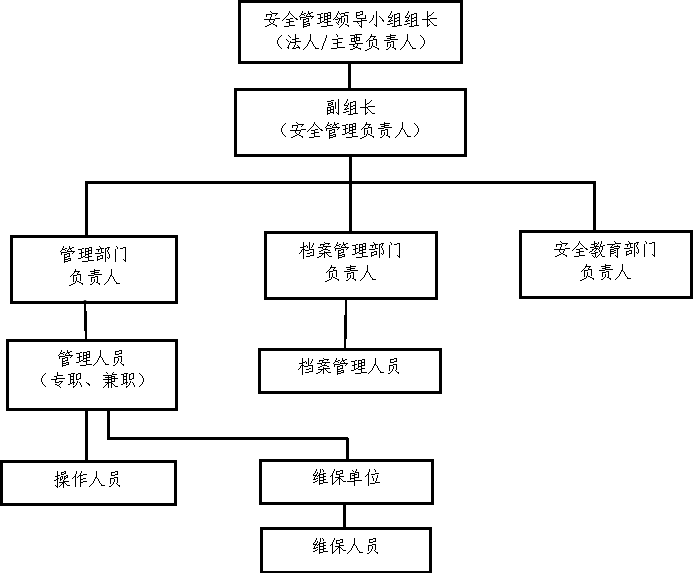 安全管理领导小组组长
（法人/主要负责人）
副组长
（安全管理负责人）
管理部门
负责人
档案管理部门
负责人
安全教育部门
负责人
管理人员
（专职、兼职）
档案管理人员
操作人员
维保单位
维保人员